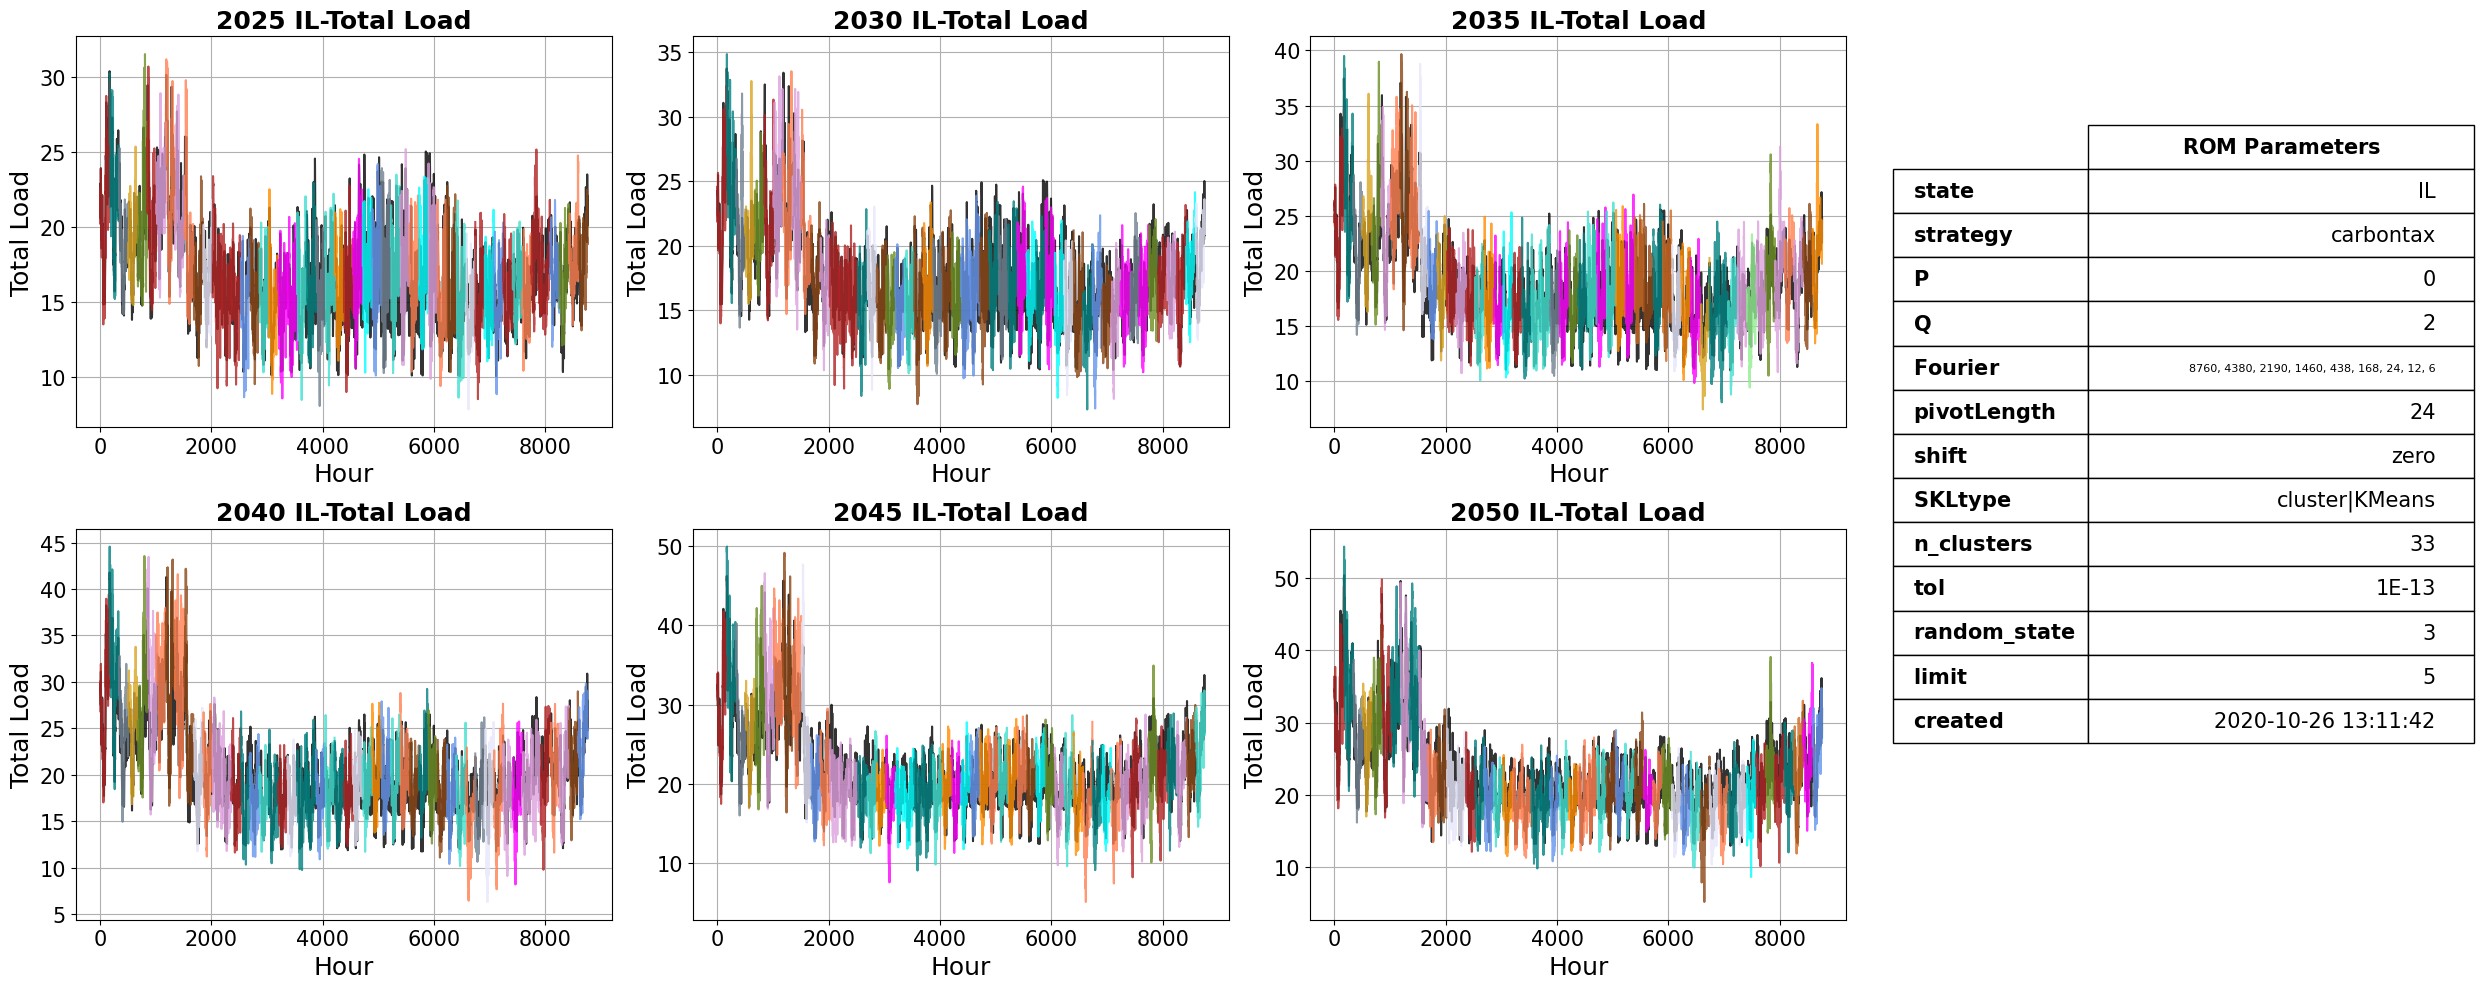 2025 IL-Total Load
Total Load
30
25
20
15
10
0 2000 4000 6000 8000
Hour
2030 IL-Total Load
Total Load
35
30
25
20
15
10
0 2000 4000 6000 8000
Hour
2035 IL-Total Load
Total Load
40
35
30
25
20
15
10
0 2000 4000 6000 8000
Hour
2040 IL-Total Load
Total Load
45
40
35
30
25
20
15
10
5
0 2000 4000 6000 8000
Hour
2045 IL-Total Load
Total Load
50
40
30
20
10
0 2000 4000 6000 8000
Hour
2050 IL-Total Load
Total Load
50
40
30
20
10
0 2000 4000 6000 8000
Hour
ROM Parameters
state IL
strategy carbontax
P 0
Q 2
Fourier 8760, 4380, 2190, 1460, 438, 168, 24, 12, 6
pivotLength 24
shift zero
SKLtype cluster|KMeans
n_clusters 33
tol 1E-13
random_state 3
limit 5
created 2020-10-26 13:11:42